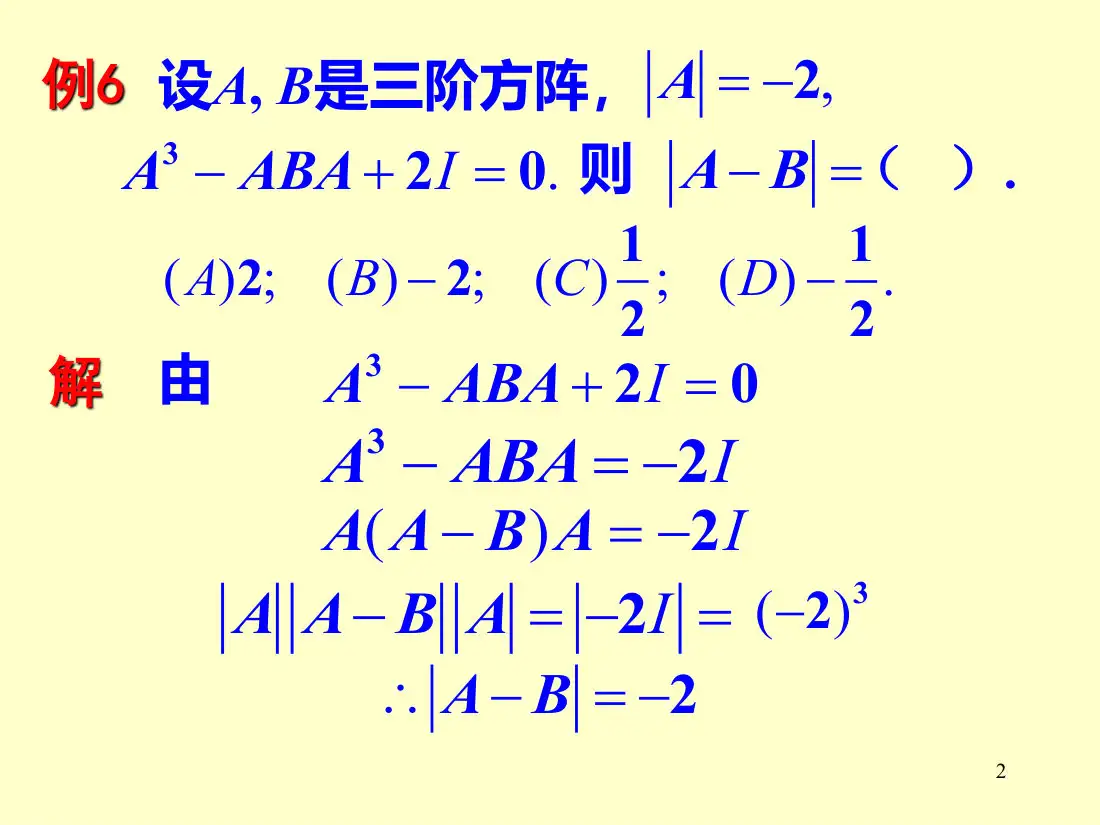 例6 设A, B是三阶方阵，|A| = −2,
A³ − ABA + 2I = 0. 则 |A − B| =（ ）.
(A)2; (B) − 2; (C) 1/2; (D) − 1/2.
解 由 A³ − ABA + 2I = 0
A³ − ABA = −2I
A(A − B)A = −2I
|A||A − B||A| = |−2I| = (−2)³
∴|A − B| = −2
2